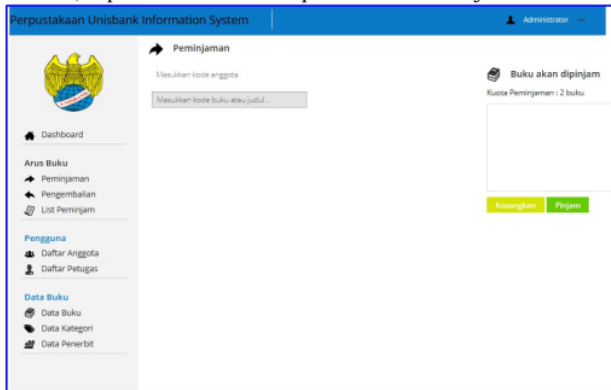 Perpustakaan Unisbank Information System
Administrator
Dashboard
Arus Buku
Peminjaman
Pengembalian
List Peminjam
Pengguna
Daftar Anggota
Daftar Petugas
Data Buku
Data Buku
Data Kategori
Data Penerbit
Peminjaman
Masukkan kode anggota
Masukkan kode buku atau judul...
Buku akan dipinjam
Kuota Peminjaman : 2 buku
Kosongkan
Pinjam